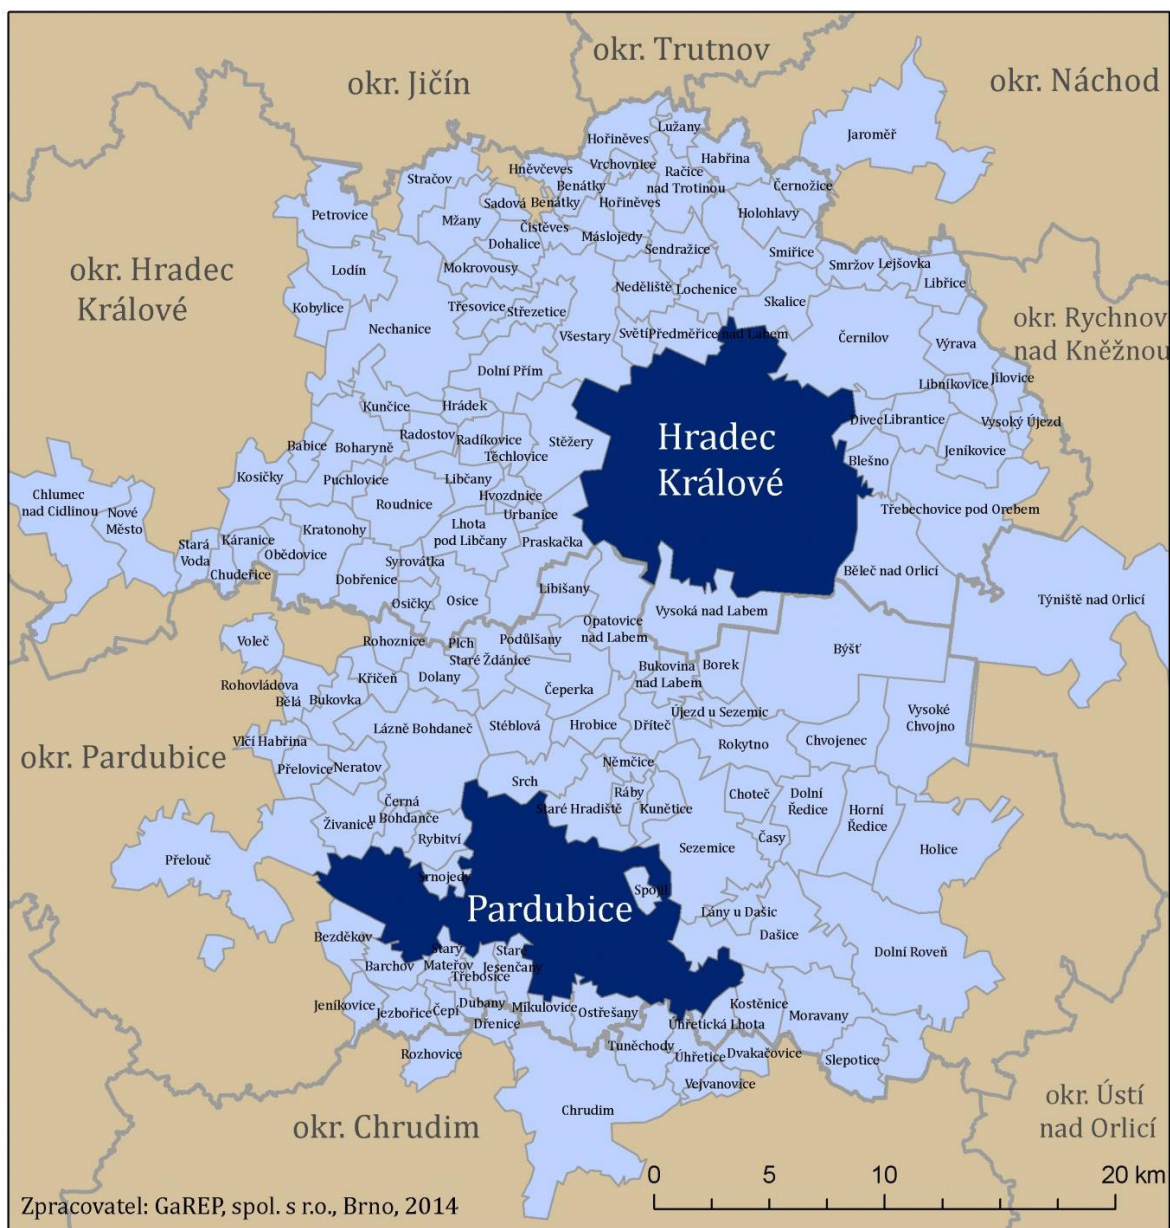 okr. Trutnov
okr. Jičín
okr. Náchod
Jaroměř
Lužany
Hořiněves
Vrchovnice
Habřina
Hněvčeves
Račice
nad Trotinou
Stračov
Benátky
Černožice
Sadová
Benátky
Hořiněves
Petrovice
Mžany
Holohlavy
Čistěves
Máslojedy
Dohalice
Sendražice
Smiřice
okr. Hradec
Králové
Lodín
Mokrovousy
Smržov
Lejšovka
Libřice
Neděliště
Lochenice
Skalice
Kobylice
Třesovice
Střezetice
okr. Rychnov
nad Kněžnou
Nechanice
Všestary
Světí
Předměřice nad Labem
Černilov
Výrava
Dolní Přím
Jílovice
Libníkovice
Kunčice
Hrádek
Divec
Librantice
Vysoký Újezd
Hradec
Králové
Radostov
Radíkovice
Stěžery
Babice
Boharyně
Těchlovice
Jeníkovice
Blešno
Kosičky
Puchlovice
Libčany
Chlumec
nad Cidlinou
Hvozdnice
Roudnice
Urbanice
Třebechovice pod Orebem
Nové
Město
Kratonohy
Lhota
pod Libčany
Káranice
Praskačka
Stará
Voda
Obědovice
Syrovátka
Chudeřice
Dobřenice
Běleč nad Orlicí
Libišany
Osičky
Osice
Vysoká nad Labem
Týniště nad Orlicí
Opatovice
nad Labem
Voleč
Rohoznice
Plch
Podůlšany
Býšť
Staré Ždánice
Bukovina
nad Labem
Borek
Křičeň
Dolany
Rohovládova
Bělá
Bukovka
Čeperka
Újezd u Sezemic
Vysoké
Chvojno
Lázně Bohdaneč
Stéblová
Hrobice
Dříteč
Vlčí Habřina
Rokytno
Chvojenec
okr. Pardubice
Přelovice
Neratov
Němčice
Srch
Ráby
Choteč
Dolní
Ředice
Černá
u Bohdanče
Staré Hradiště
Kunětice
Horní
Ředice
Živanice
Rybitví
Časy
Přelouč
Sezemice
Holice
Srnojedy
Spojil
Pardubice
Lány u Dašic
Bezděkov
Dašice
Dolní Roveň
Starý
Mateřov
Staré
Jesenčany
Barchov
Třebosice
Jeníkovice
Jezbořice
Čepí
Dubany
Mikulovice
Ostřešany
Kostěnice
Moravany
Dřenice
Úhřetická Lhota
Rozhovice
Tuněchody
Úhřetice
Dvakačovice
Slepotice
Vejvanovice
Chrudim
okr. Chrudim
okr. Ústí
nad Orlicí
0 5 10 20 km
Zpracovatel: GaREP, spol. s r.o., Brno, 2014